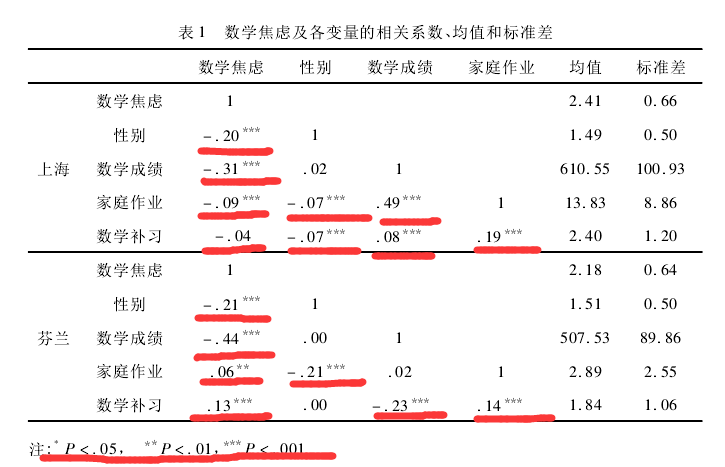 表1 数学焦虑及各变量的相关系数、均值和标准差
数学焦虑 性别 数学成绩 家庭作业 均值 标准差
数学焦虑 1 2.41 0.66
性别 -.20*** 1 1.49 0.50
上海 数学成绩 -.31*** .02 1 610.55 100.93
家庭作业 -.09*** -.07*** .49*** 1 13.83 8.86
数学补习 -.04 -.07*** .08*** .19*** 2.40 1.20
数学焦虑 1 2.18 0.64
性别 -.21*** 1 1.51 0.50
芬兰 数学成绩 -.44*** .00 1 507.53 89.86
家庭作业 .06** -.21*** .02 1 2.89 2.55
数学补习 .13*** .00 -.23*** .14*** 1.84 1.06
注:*P<.05, **P<.01,***P<.001